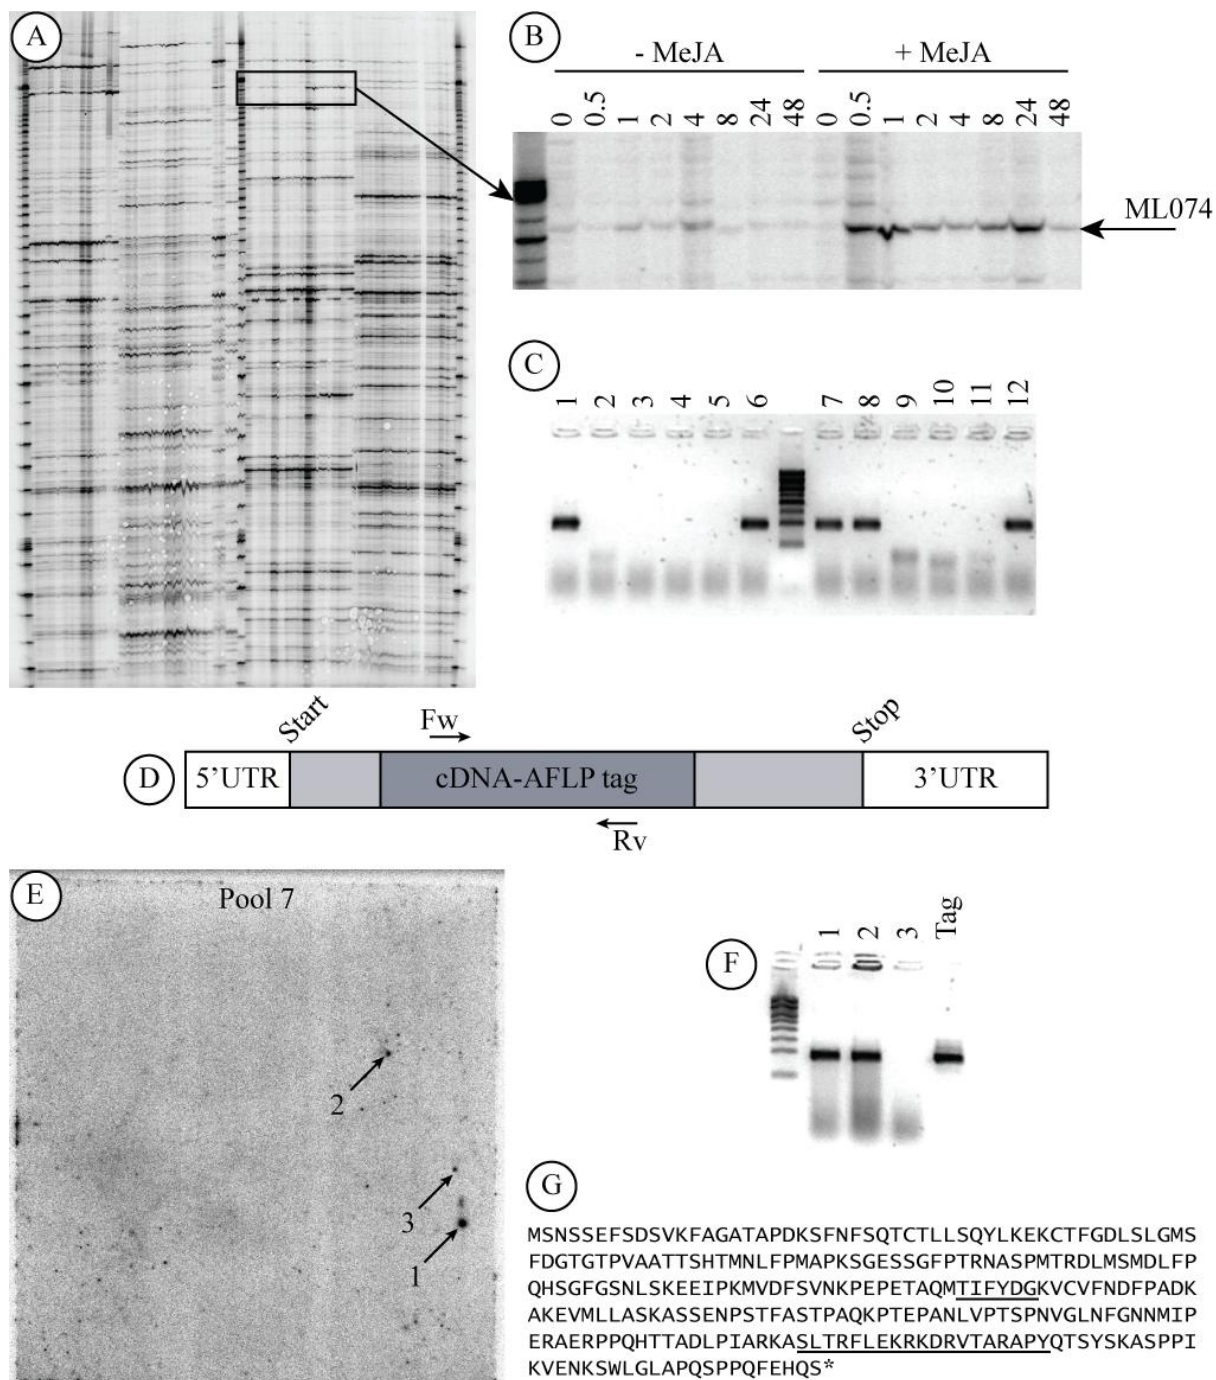 A
B
- MeJA + MeJA
0 0.5 1 2 4 8 24 48 0 0.5 1 2 4 8 24 48
ML074
C
1 2 3 4 5 6 7 8 9 10 11 12
Start
Fw
Stop
D
5'UTR
cDNA-AFLP tag
3'UTR
Rv
E
Pool 7
2
3
1
F
1 2 3 Tag
G
MSNSSEFSDSVKFAGATAPDKSFNFSQTCTLLSQYLKEKCTFGDLSLGMS
FDGTGTPVAATTSHTMNLFPMAPKSGESSGFPTRNASPMTRDLMSMDLFP
QHSGFGSNLSKEEIPKMVDFSVNKPEPETAQMTIFYDGKVCVFNDFPADK
AKEVMLLASKASSENPSTFASTPAQKPTEPANLVPTSPNVGLNFGNNMIP
ERAERPPQHTTADLPIARKASLTRFLEKRKDRVTARAPYQTSYSKASPPI
KVENKSWLGLAPQSPPQFEHQS*